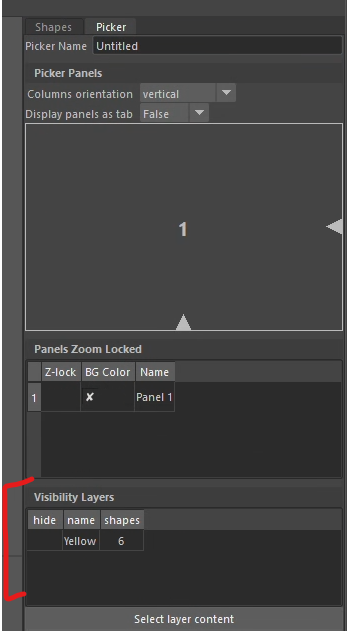 Shapes Picker
Picker Name Untitled
Picker Panels
Columns orientation vertical
Display panels as tab False
1
Panels Zoom Locked
Z-lock BG Color Name
1 ✘ Panel 1
Visibility Layers
hide name shapes
Yellow 6
Select layer content